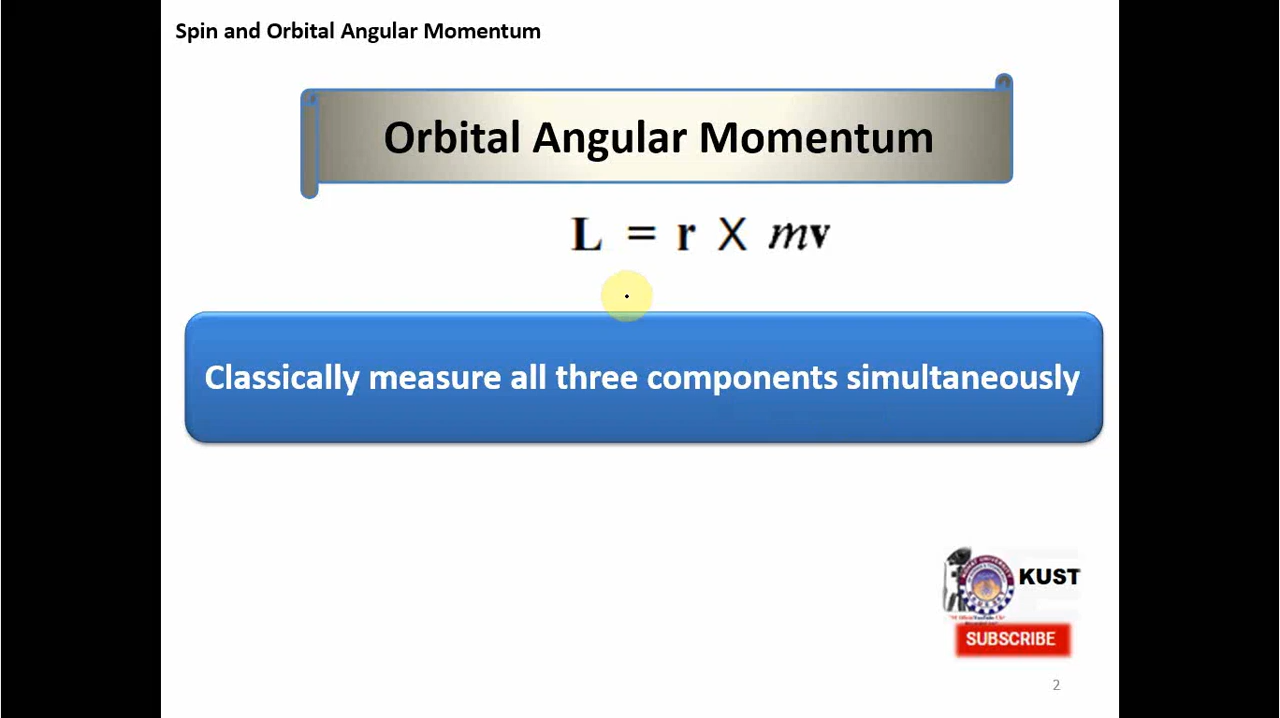 Spin and Orbital Angular Momentum
Orbital Angular Momentum
L = r X mv
Classically measure all three components simultaneously
KUST
SUBSCRIBE
2